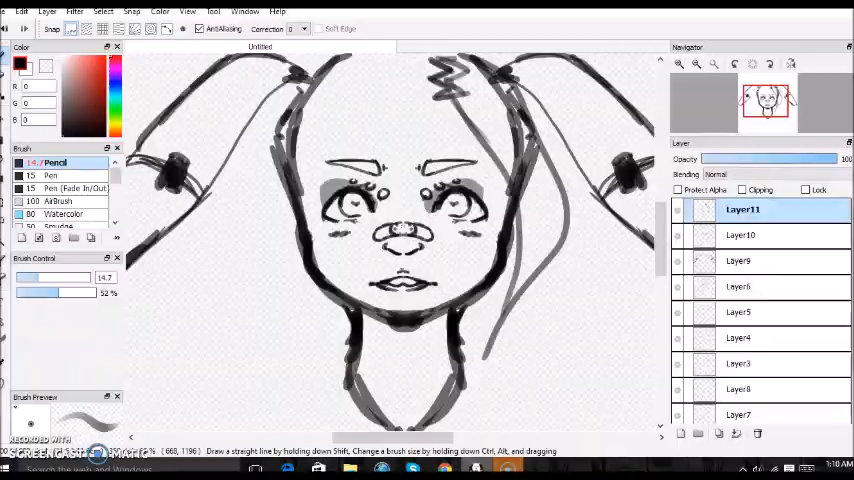 Edit Layer Filter Select Snap Color View Tool Window Help
Snap AntiAliasing Correction 0 Soft Edge
Untitled
Color
R 0
G 0
B 0
Brush
14.7 Pencil
15 Pen
15 Pen (Fade In/Out)
100 AirBrush
80 Watercolor
50 Smudge
Brush Control
14.7
52 %
Brush Preview
Navigator
Layer
Opacity 100
Blending Normal
Protect Alpha Clipping Lock
Layer11
Layer10
Layer9
Layer6
Layer5
Layer4
Layer3
Layer8
Layer7
RECORDED WITH
SCREENCAST MATIC
(668, 1196) Snap, Draw a straight line by holding down Shift, Change a brush size by holding down Ctrl, Alt, and dragging
Search the web and Windows
1:10 AM